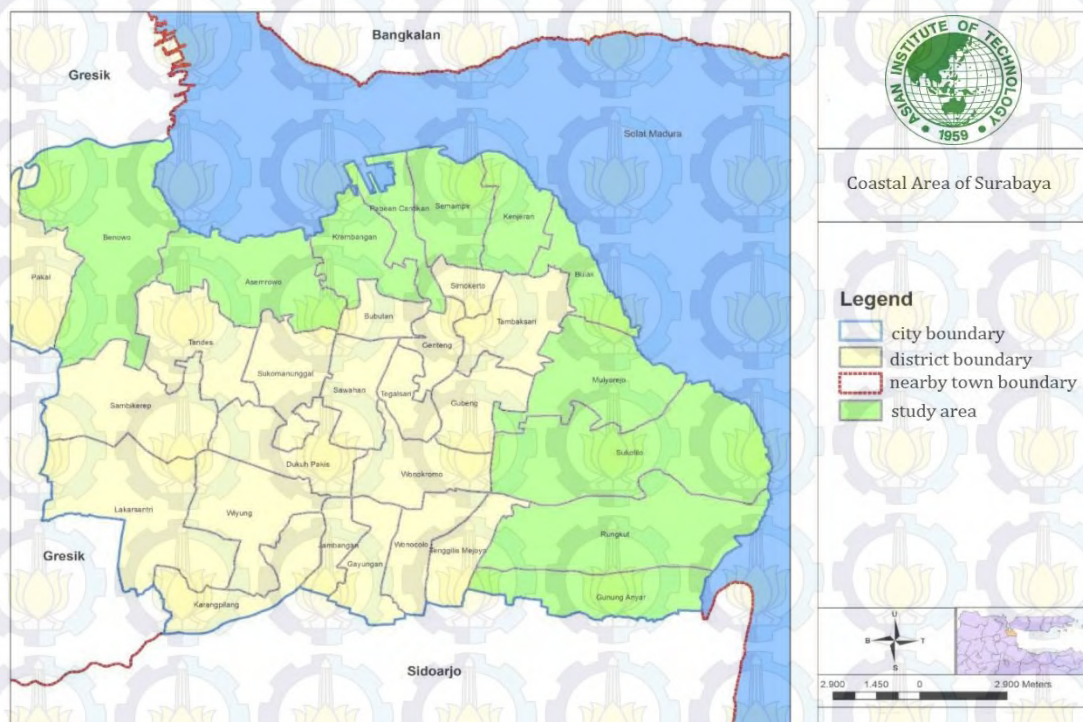 Bangkalan
Gresik
Selat Madura
Benowo
Pakal
Asemrowo
Krembangan
Pabean Cantikan
Semampir
Kenjeran
Bulak
Simokerto
Tambaksari
Bubutan
Genteng
Tandes
Sukomanunggal
Sawahan
Tegalsari
Gubeng
Mulyorejo
Sambikerep
Sukolilo
Dukuh Pakis
Wonokromo
Lakarsantri
Wiyung
Rungkut
Jambangan
Wonocolo
Tenggilis Mejoyo
Gayungan
Gresik
Karangpilang
Gunung Anyar
Sidoarjo
ASIAN INSTITUTE OF TECHNOLOGY
1959
Coastal Area of Surabaya
Legend
city boundary
district boundary
nearby town boundary
study area
U
B T
S
2.900 1.450 0 2.900 Meters